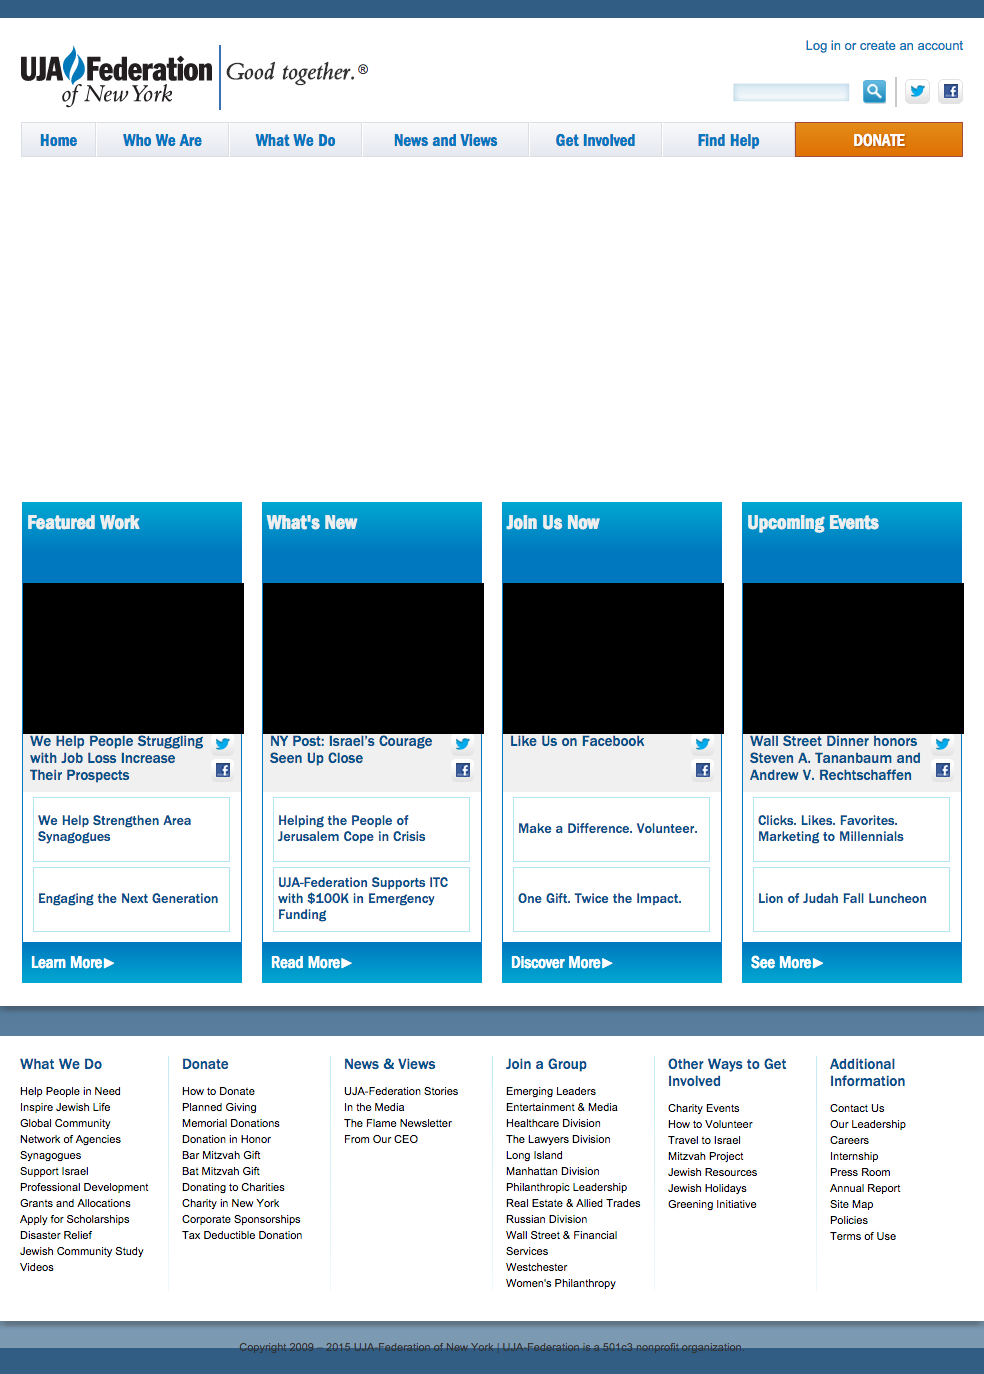 Log in or create an account
UJA Federation
of New York
Good together.®
Home
Who We Are
What We Do
News and Views
Get Involved
Find Help
DONATE
Featured Work
We Help People Struggling
with Job Loss Increase
Their Prospects
We Help Strengthen Area
Synagogues
Engaging the Next Generation
Learn More▶
What's New
NY Post: Israel's Courage
Seen Up Close
Helping the People of
Jerusalem Cope in Crisis
UJA-Federation Supports ITC
with $100K in Emergency
Funding
Read More▶
Join Us Now
Like Us on Facebook
Make a Difference. Volunteer.
One Gift. Twice the Impact.
Discover More▶
Upcoming Events
Wall Street Dinner honors
Steven A. Tananbaum and
Andrew V. Rechtschaffen
Clicks. Likes. Favorites.
Marketing to Millennials
Lion of Judah Fall Luncheon
See More▶
What We Do
Help People in Need
Inspire Jewish Life
Global Community
Network of Agencies
Synagogues
Support Israel
Professional Development
Grants and Allocations
Apply for Scholarships
Disaster Relief
Jewish Community Study
Videos
Donate
How to Donate
Planned Giving
Memorial Donations
Donation in Honor
Bar Mitzvah Gift
Bat Mitzvah Gift
Donating to Charities
Charity in New York
Corporate Sponsorships
Tax Deductible Donation
News & Views
UJA-Federation Stories
In the Media
The Flame Newsletter
From Our CEO
Join a Group
Emerging Leaders
Entertainment & Media
Healthcare Division
The Lawyers Division
Long Island
Manhattan Division
Philanthropic Leadership
Real Estate & Allied Trades
Russian Division
Wall Street & Financial
Services
Westchester
Women's Philanthropy
Other Ways to Get
Involved
Charity Events
How to Volunteer
Travel to Israel
Mitzvah Project
Jewish Resources
Jewish Holidays
Greening Initiative
Additional
Information
Contact Us
Our Leadership
Careers
Internship
Press Room
Annual Report
Site Map
Policies
Terms of Use
Copyright 2009 – 2015 UJA-Federation of New York | UJA-Federation is a 501c3 nonprofit organization.